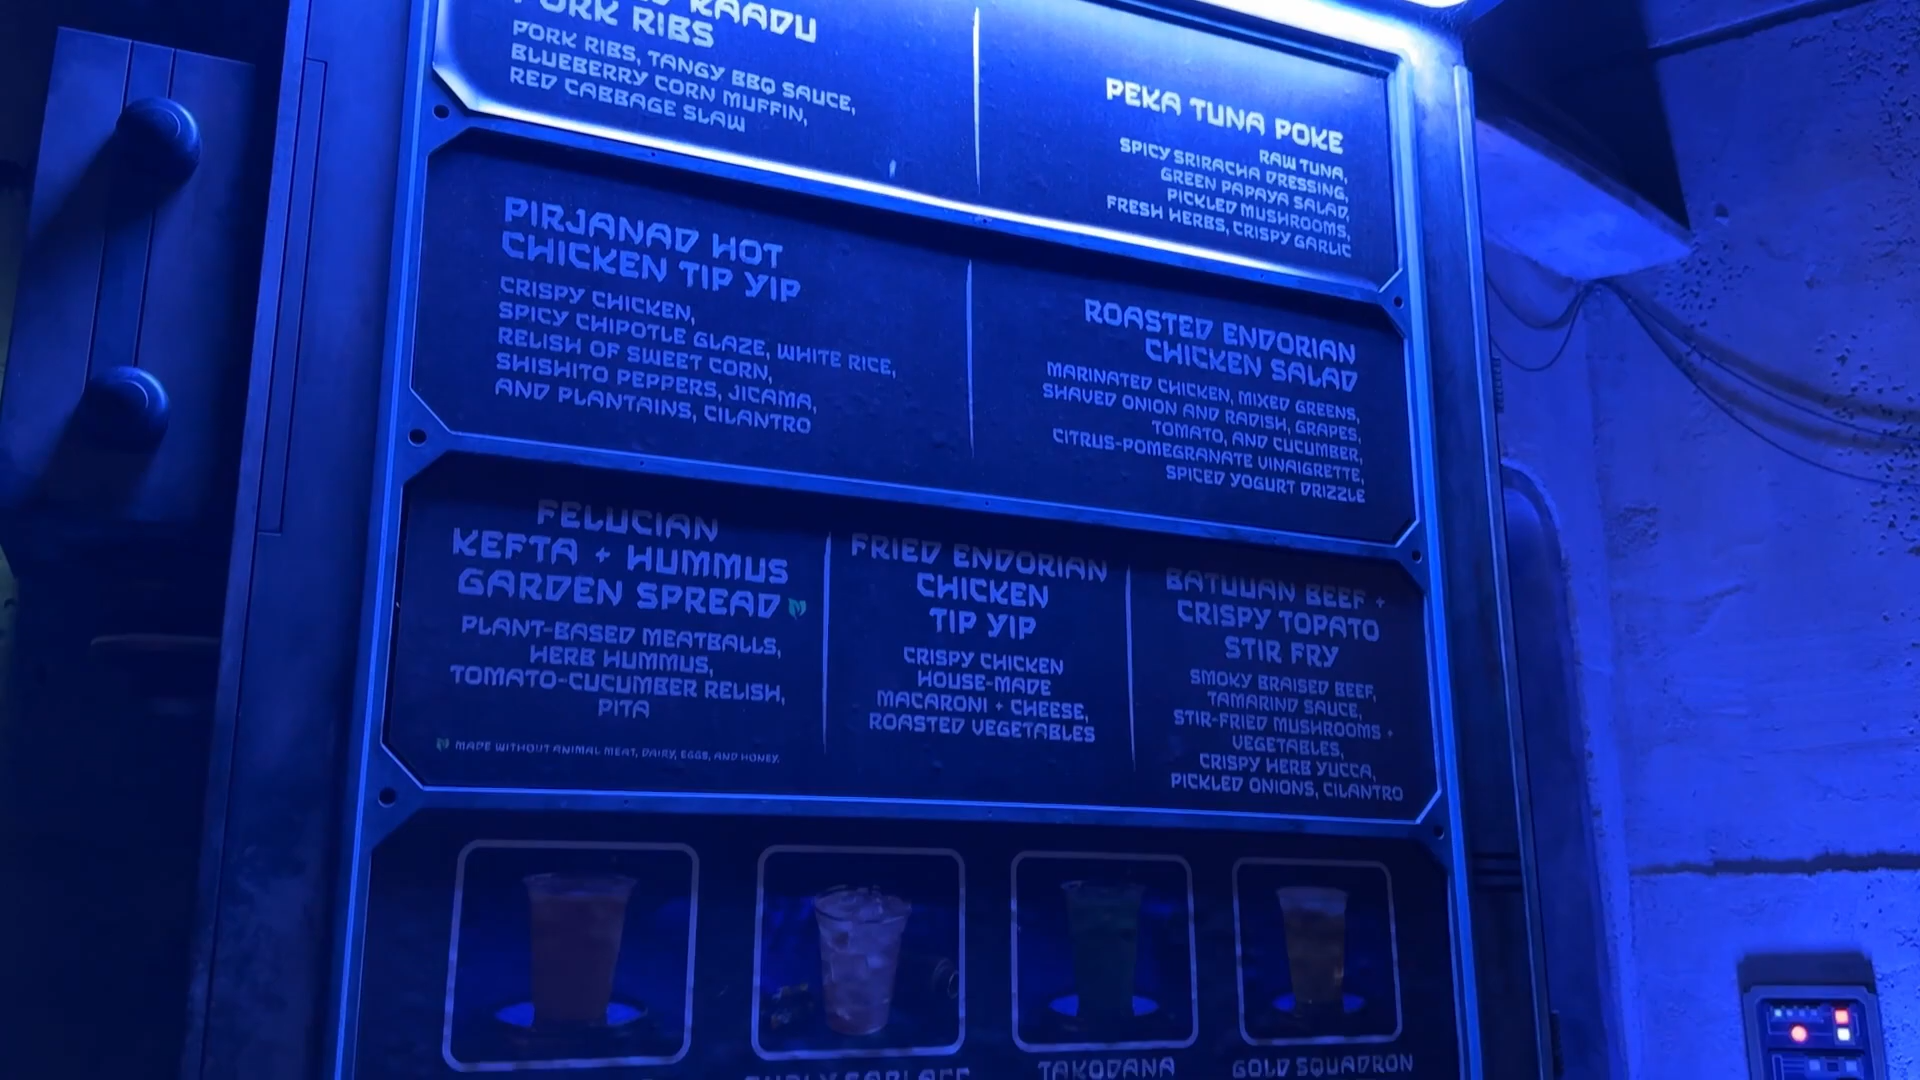 RAADU
PORK RIBS
PORK RIBS, TANGY BBQ SAUCE,
BLUEBERRY CORN MUFFIN,
RED CABBAGE SLAW
PEKA TUNA POKE
RAW TUNA,
SPICY SRIRACHA DRESSING,
GREEN PAPAYA SALAD,
PICKLED MUSHROOMS,
FRESH HERBS, CRISPY GARLIC
PIRJANAD HOT
CHICKEN TIP YIP
CRISPY CHICKEN,
SPICY CHIPOTLE GLAZE, WHITE RICE,
RELISH OF SWEET CORN,
SHISHITO PEPPERS, JICAMA,
AND PLANTAINS, CILANTRO
ROASTED ENDORIAN
CHICKEN SALAD
MARINATED CHICKEN, MIXED GREENS,
SHAVED ONION AND RADISH, GRAPES,
TOMATO, AND CUCUMBER,
CITRUS-POMEGRANATE VINAIGRETTE,
SPICED YOGURT DRIZZLE
FELUCIAN
KEFTA + HUMMUS
GARDEN SPREAD
PLANT-BASED MEATBALLS,
HERB HUMMUS,
TOMATO-CUCUMBER RELISH,
PITA
MADE WITHOUT ANIMAL MEAT, DAIRY, EGGS, AND HONEY.
FRIED ENDORIAN
CHICKEN
TIP YIP
CRISPY CHICKEN
HOUSE-MADE
MACARONI + CHEESE,
ROASTED VEGETABLES
BATUUAN BEEF +
CRISPY TOPATO
STIR FRY
SMOKY BRAISED BEEF,
TAMARIND SAUCE,
STIR-FRIED MUSHROOMS +
VEGETABLES,
CRISPY HERB YUCCA,
PICKLED ONIONS, CILANTRO
TAKODANA
GOLD SQUADRON